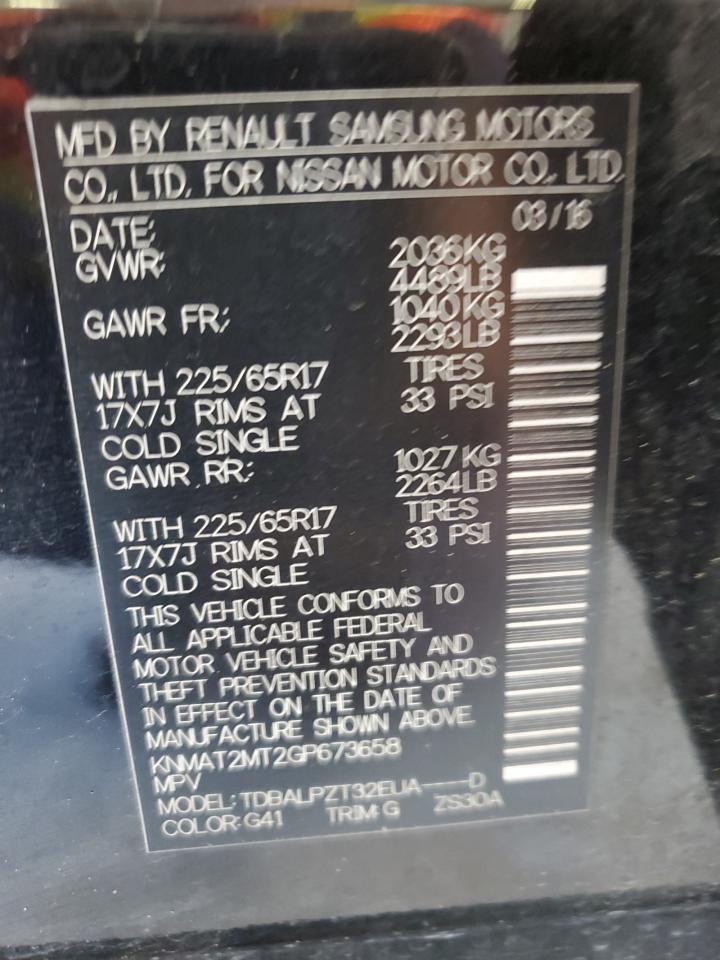 MFD BY RENAULT SAMSUNG MOTORS
CO., LTD. FOR NISSAN MOTOR CO., LTD.
DATE: 03/16
GVWR: 2036KG
4489LB
GAWR FR: 1040KG
2293LB
WITH 225/65R17 TIRES
17X7J RIMS AT 33 PSI
COLD SINGLE
GAWR RR: 1027KG
2264LB
WITH 225/65R17 TIRES
17X7J RIMS AT 33 PSI
COLD SINGLE
THIS VEHICLE CONFORMS TO
ALL APPLICABLE FEDERAL
MOTOR VEHICLE SAFETY AND
THEFT PREVENTION STANDARDS
IN EFFECT ON THE DATE OF
MANUFACTURE SHOWN ABOVE.
KNMAT2MT2GP673658
MPV
MODEL: TDBALPZT32EUA----D
COLOR: G41 TRIM: G ZS30A